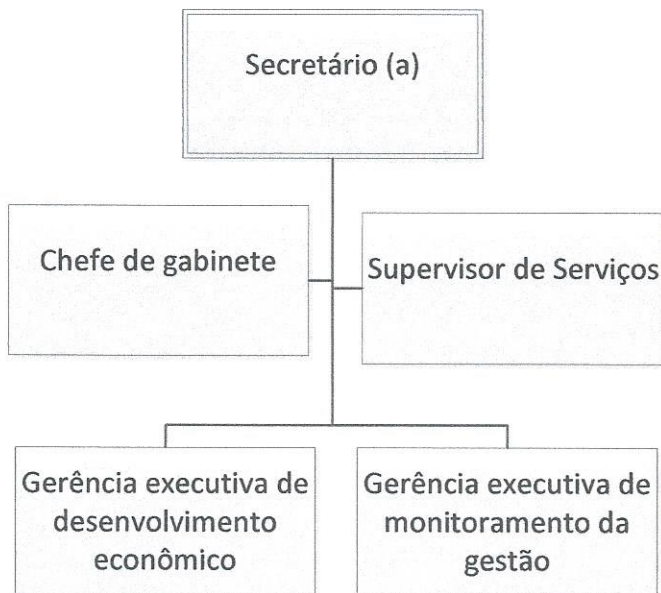 Secretário (a)
Chefe de gabinete
Supervisor de Serviços
Gerência executiva de
desenvolvimento
econômico
Gerência executiva de
monitoramento da
gestão